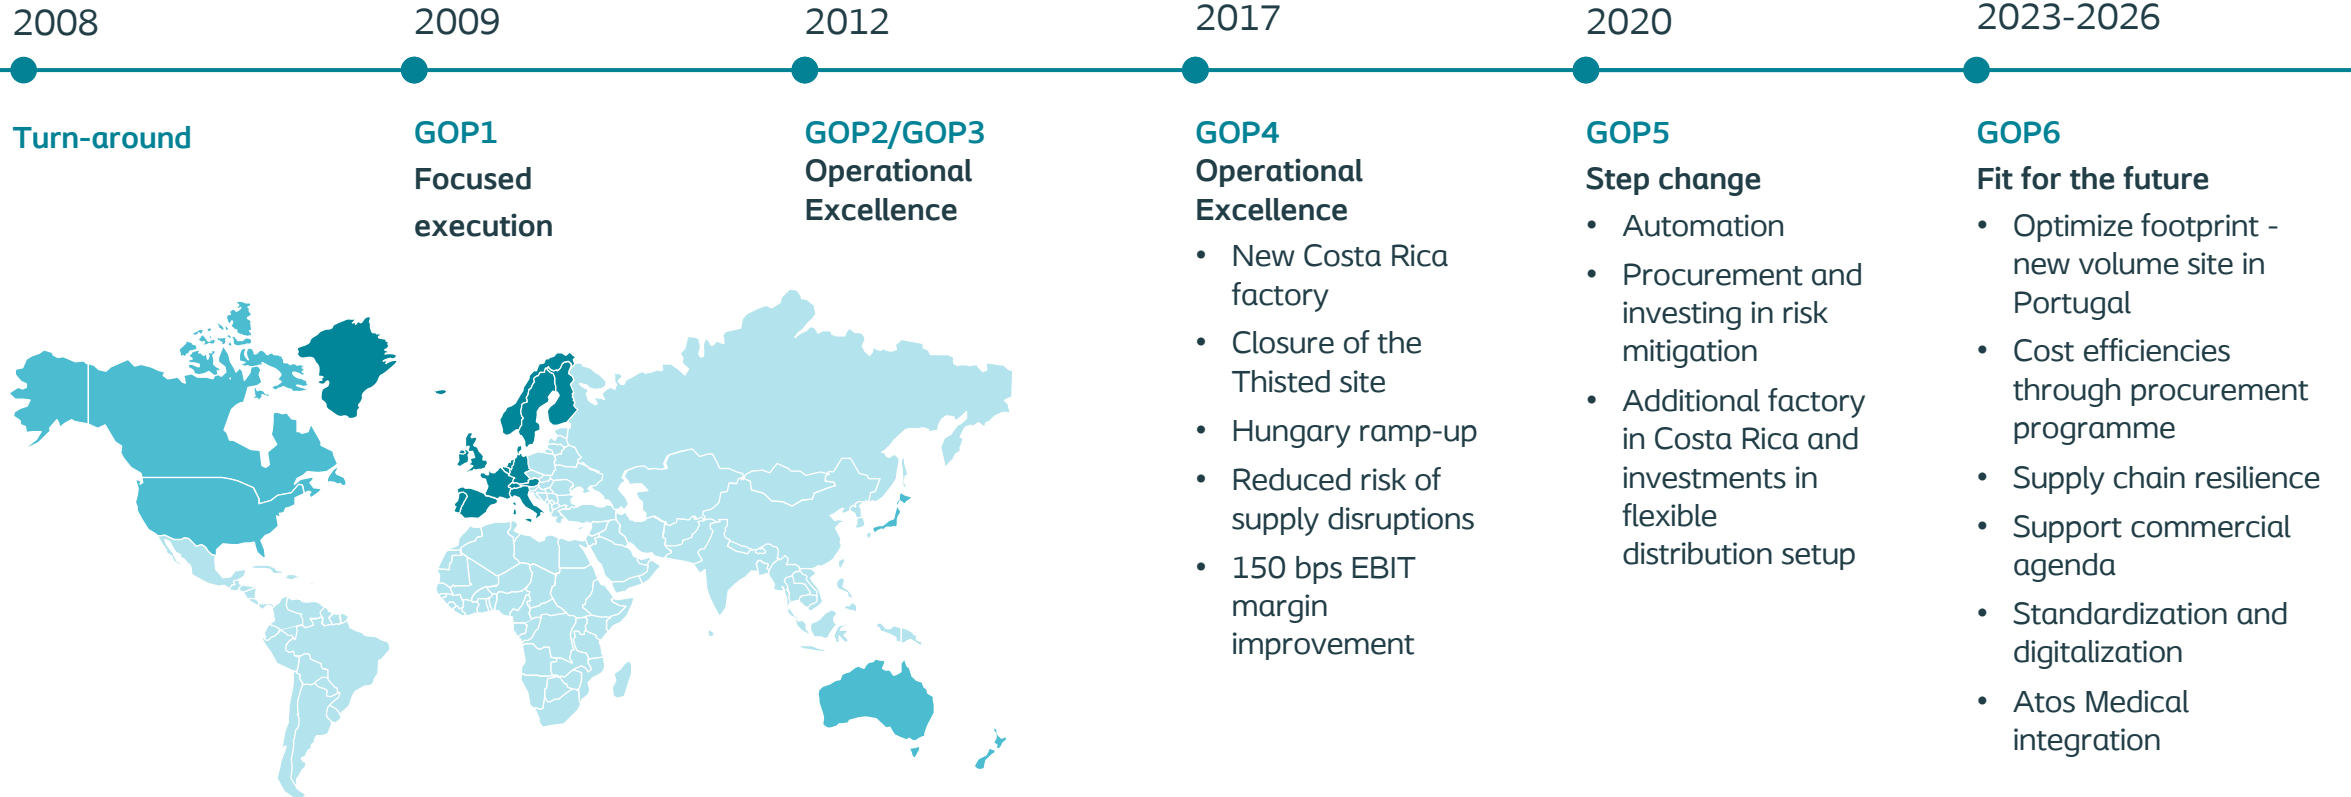 2008
2009
2012
2017
2020
2023-2026
Turn-around
GOP1
Focused
execution
GOP2/GOP3
Operational
Excellence
GOP4
Operational
Excellence
• New Costa Rica
factory
• Closure of the
Thisted site
• Hungary ramp-up
• Reduced risk of
supply disruptions
• 150 bps EBIT
margin
improvement
GOP5
Step change
• Automation
• Procurement and
investing in risk
mitigation
• Additional factory
in Costa Rica and
investments in
flexible
distribution setup
GOP6
Fit for the future
• Optimize footprint -
new volume site in
Portugal
• Cost efficiencies
through procurement
programme
• Supply chain resilience
• Support commercial
agenda
• Standardization and
digitalization
• Atos Medical
integration